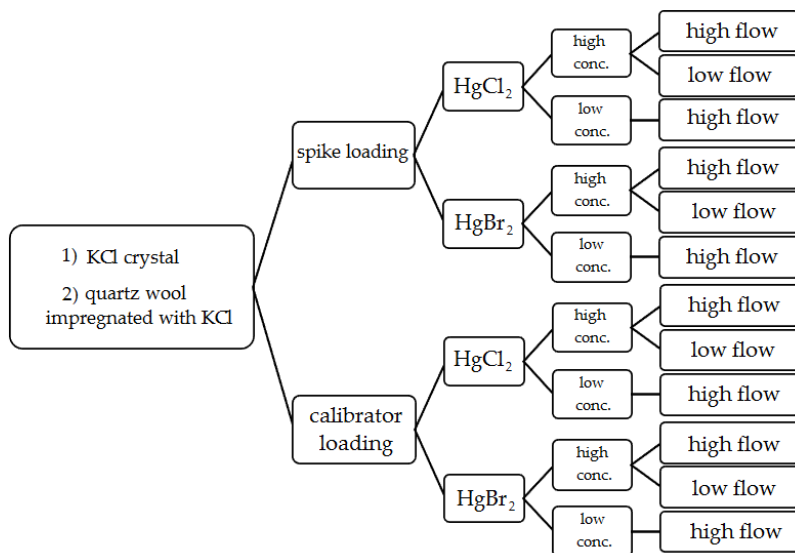 1) KCl crystal
2) quartz wool
impregnated with KCl
spike loading
HgCl₂
high
conc.
high flow
low flow
low
conc.
high flow
HgBr₂
high
conc.
high flow
low flow
low
conc.
high flow
calibrator
loading
HgCl₂
high
conc.
high flow
low flow
low
conc.
high flow
HgBr₂
high
conc.
high flow
low flow
low
conc.
high flow